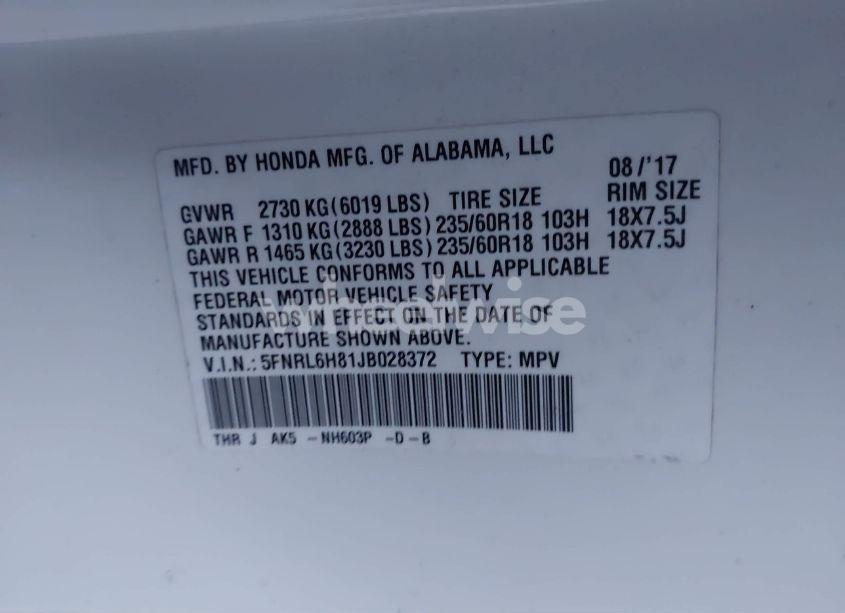 MFD. BY HONDA MFG. OF ALABAMA, LLC 08/'17
GVWR 2730 KG(6019 LBS) TIRE SIZE RIM SIZE
GAWR F 1310 KG(2888 LBS) 235/60R18 103H 18X7.5J
GAWR R 1465 KG(3230 LBS) 235/60R18 103H 18X7.5J
THIS VEHICLE CONFORMS TO ALL APPLICABLE
FEDERAL MOTOR VEHICLE SAFETY
STANDARDS IN EFFECT ON THE DATE OF
MANUFACTURE SHOWN ABOVE.
wheelwise
V.I.N.: 5FNRL6H81JB028372 TYPE: MPV
THR J AK5 -NH603P -D-B